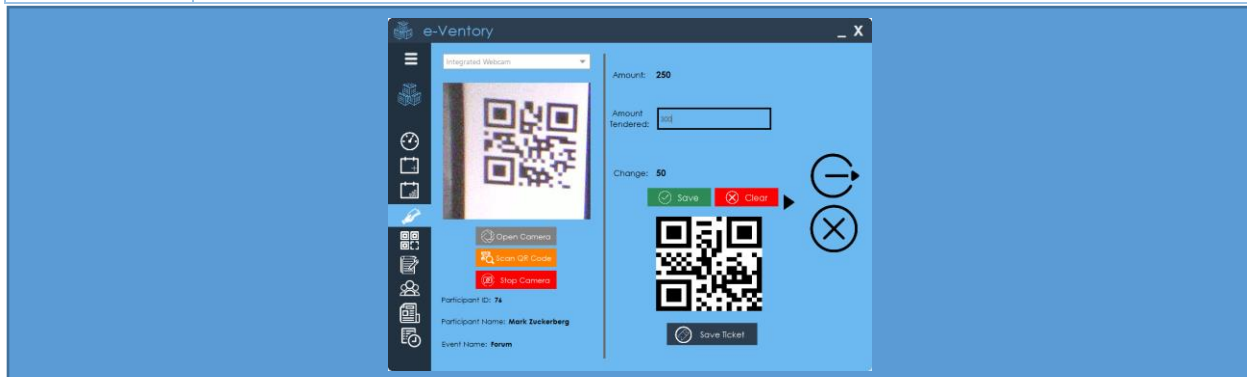 e-Ventory
Integrated Webcam
Amount: 250
Amount Tendered: 300
Change: 50
Save
Clear
Open Camera
Scan QR Code
Stop Camera
Participant ID: 76
Participant Name: Mark Zuckerberg
Event Name: Forum
Save Ticket